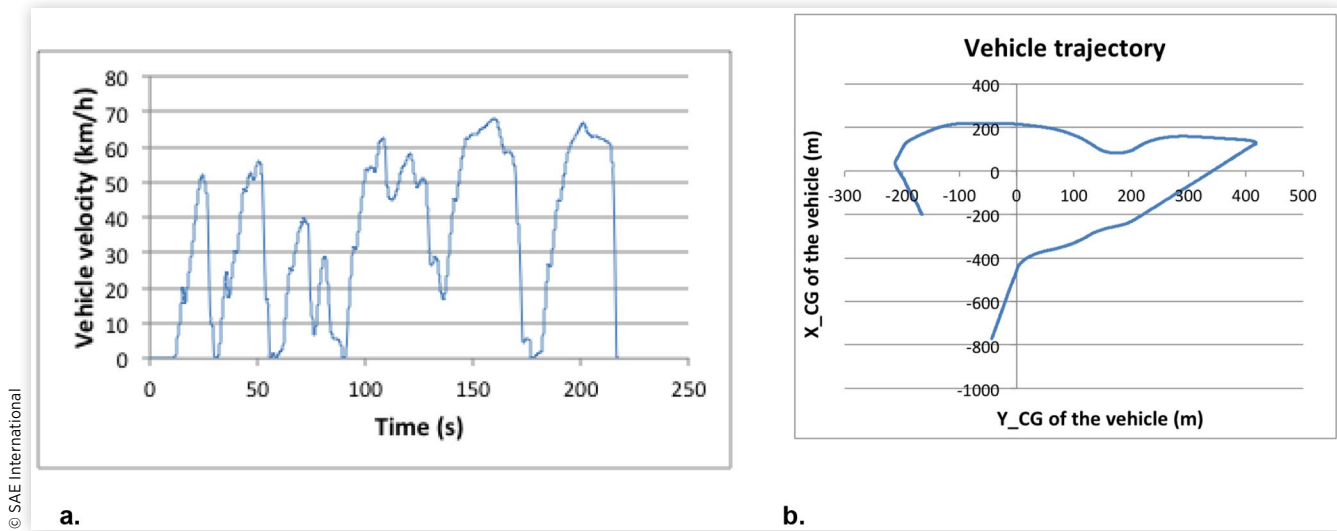 80
70
60
50
40
30
20
10
0
Vehicle velocity (km/h)
0 50 100 150 200 250
Time (s)
a.
Vehicle trajectory
400
200
0
-200
-400
-600
-800
-1000
X_CG of the vehicle (m)
-300 -200 -100 0 100 200 300 400 500
Y_CG of the vehicle (m)
b.
© SAE International